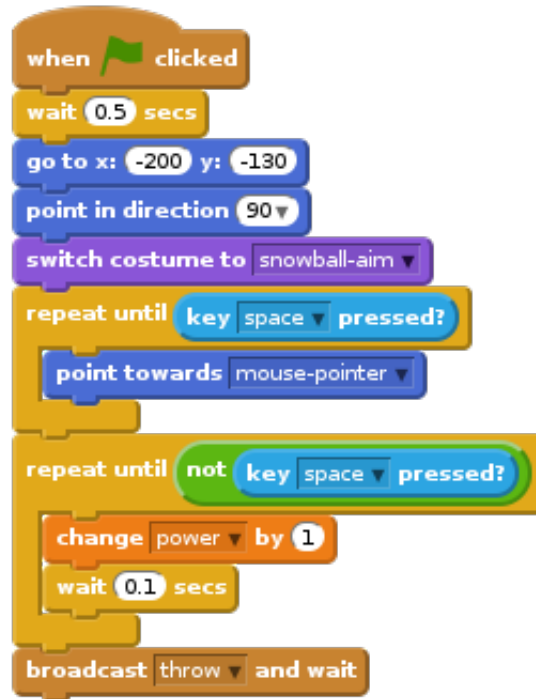 when clicked
wait 0.5 secs
go to x: -200 y: -130
point in direction 90
switch costume to snowball-aim
repeat until key space pressed?
point towards mouse-pointer
repeat until not key space pressed?
change power by 1
wait 0.1 secs
broadcast throw and wait